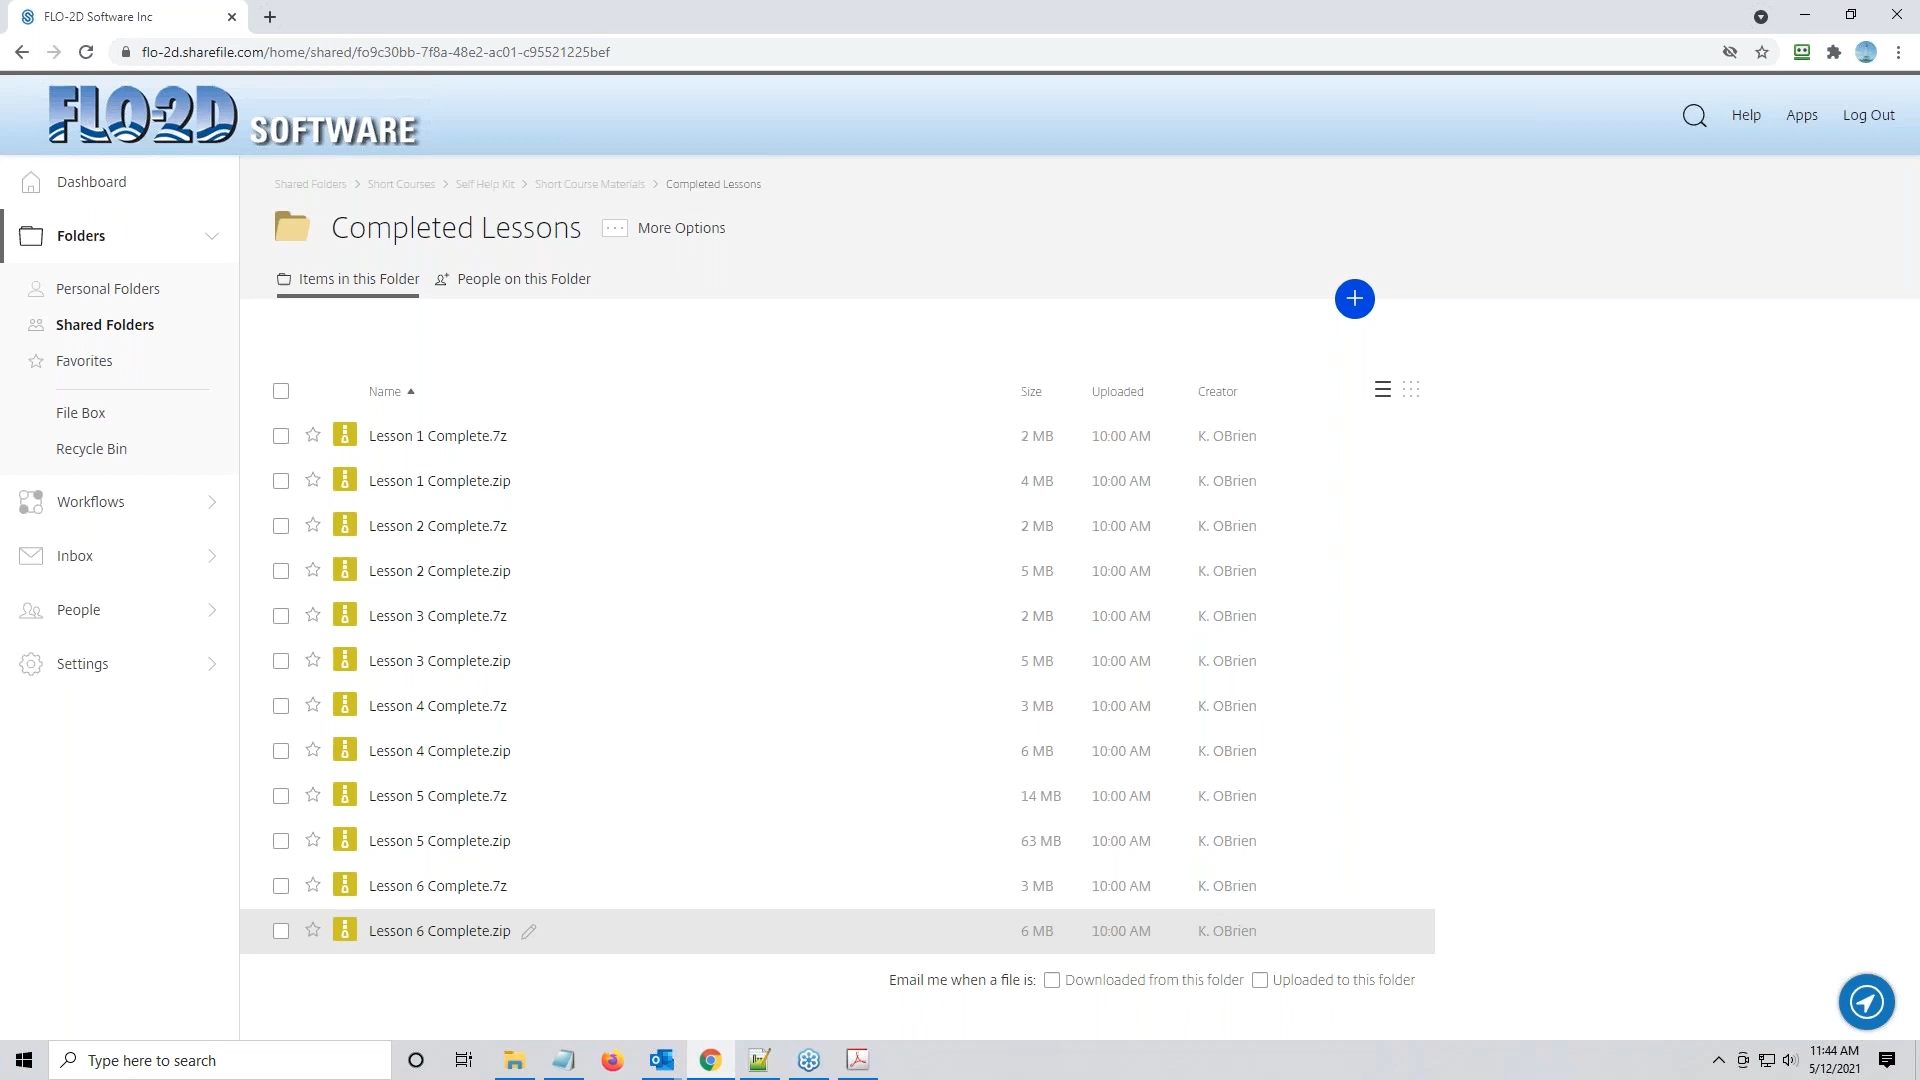 FLO-2D Software Inc
flo-2d.sharefile.com/home/shared/fo9c30bb-7f8a-48e2-ac01-c95521225bef
FLO-2D SOFTWARE
Help Apps Log Out
Dashboard
Folders
Personal Folders
Shared Folders
Favorites
File Box
Recycle Bin
Workflows
Inbox
People
Settings
Shared Folders > Short Courses > Self Help Kit > Short Course Materials > Completed Lessons
Completed Lessons More Options
Items in this Folder People on this Folder
Name Size Uploaded Creator
Lesson 1 Complete.7z 2 MB 10:00 AM K. OBrien
Lesson 1 Complete.zip 4 MB 10:00 AM K. OBrien
Lesson 2 Complete.7z 2 MB 10:00 AM K. OBrien
Lesson 2 Complete.zip 5 MB 10:00 AM K. OBrien
Lesson 3 Complete.7z 2 MB 10:00 AM K. OBrien
Lesson 3 Complete.zip 5 MB 10:00 AM K. OBrien
Lesson 4 Complete.7z 3 MB 10:00 AM K. OBrien
Lesson 4 Complete.zip 6 MB 10:00 AM K. OBrien
Lesson 5 Complete.7z 14 MB 10:00 AM K. OBrien
Lesson 5 Complete.zip 63 MB 10:00 AM K. OBrien
Lesson 6 Complete.7z 3 MB 10:00 AM K. OBrien
Lesson 6 Complete.zip 6 MB 10:00 AM K. OBrien
Email me when a file is: Downloaded from this folder Uploaded to this folder
Type here to search
11:44 AM
5/12/2021